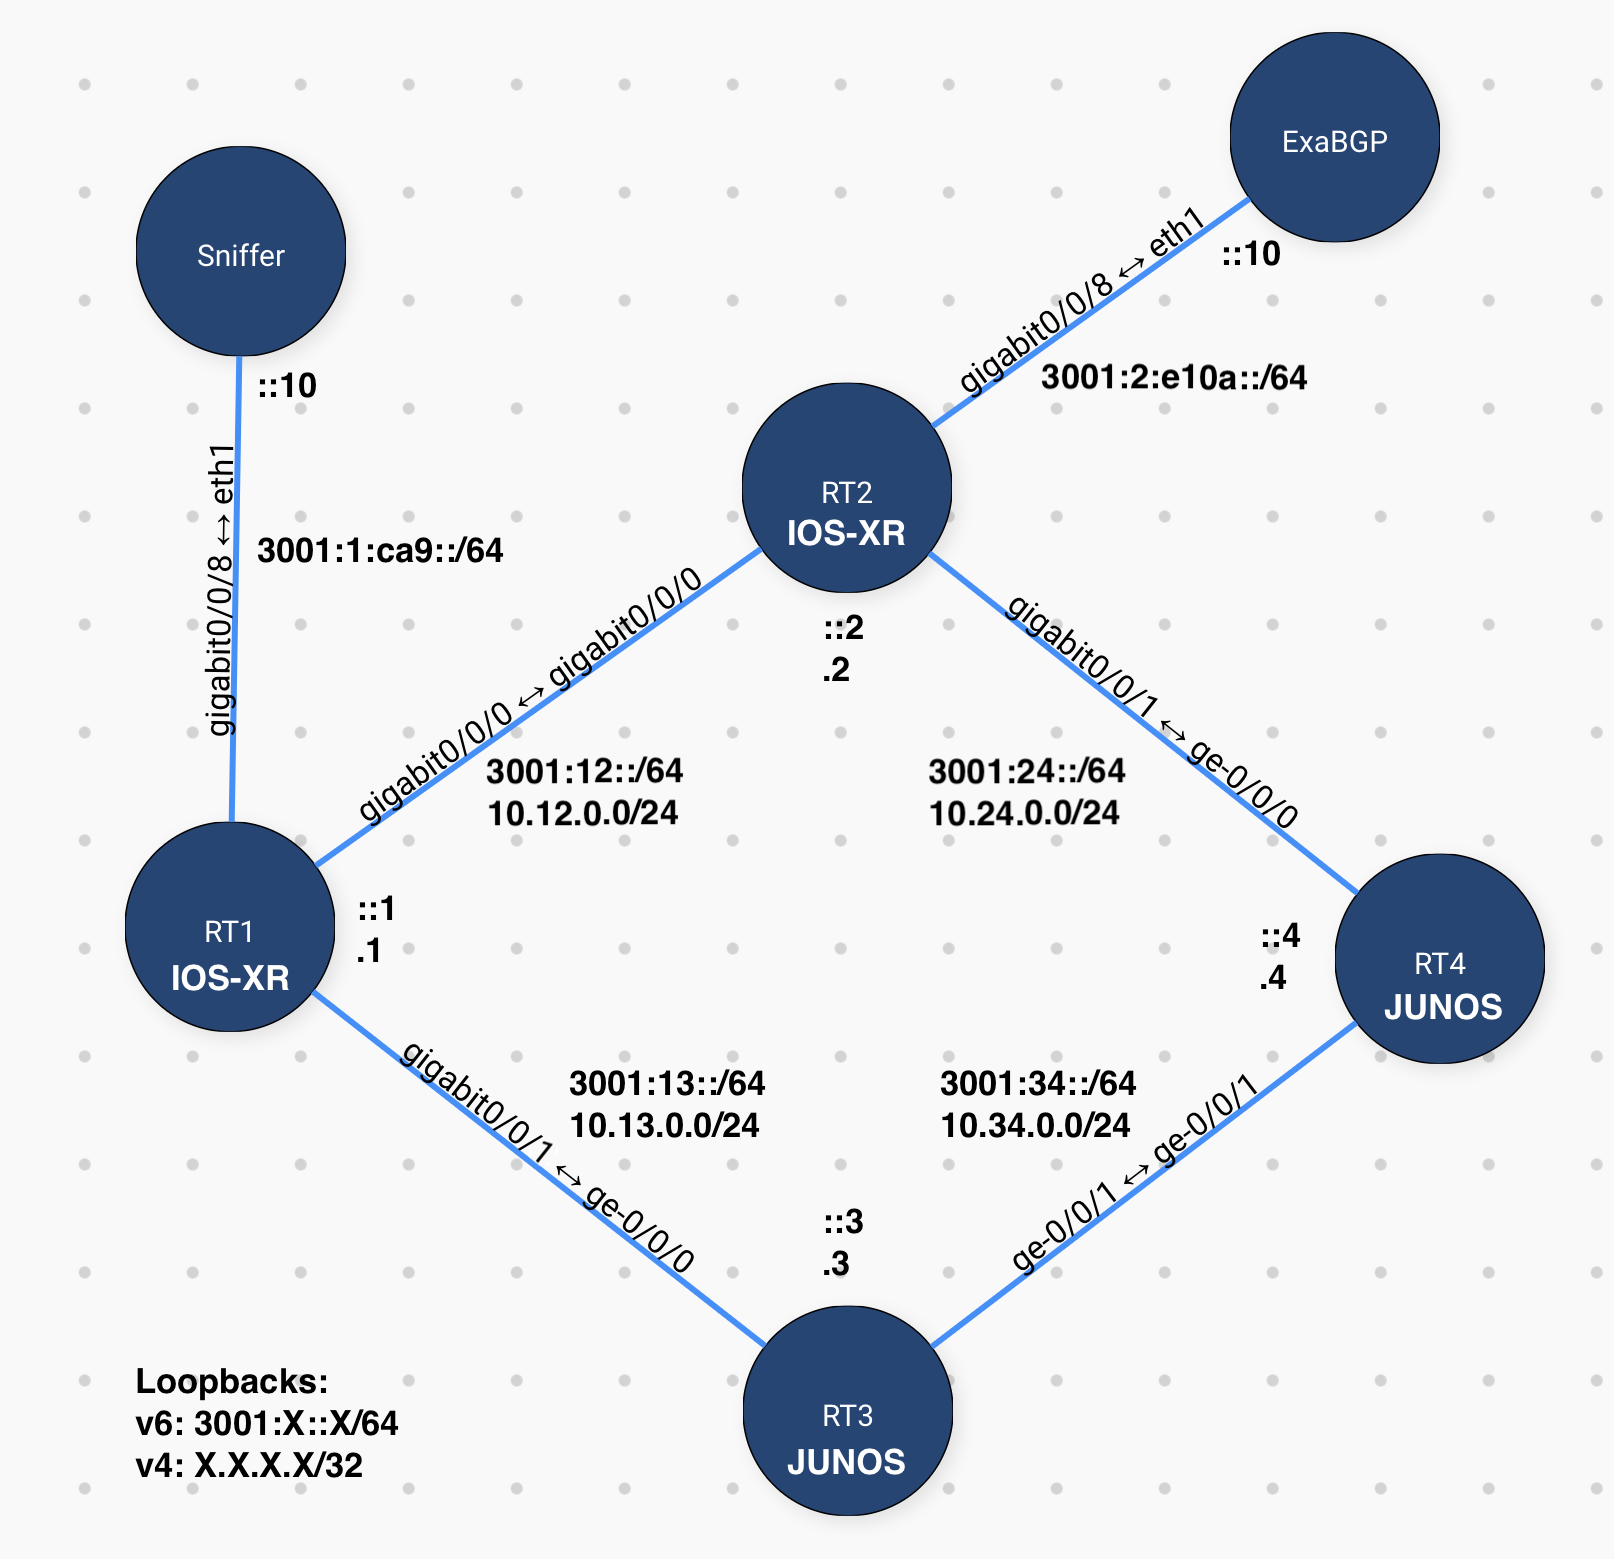 ExaBGP
::10
gigabit0/0/8 ↔ eth1
3001:2:e10a::/64
Sniffer
::10
gigabit0/0/8 ↔ eth1
3001:1:ca9::/64
RT2
IOS-XR
::2
.2
gigabit0/0/0 ↔ gigabit0/0/0
3001:12::/64
10.12.0.0/24
gigabit0/0/1 ↔ ge-0/0/0
3001:24::/64
10.24.0.0/24
RT1
IOS-XR
::1
.1
::4
.4
RT4
JUNOS
gigabit0/0/1 ↔ ge-0/0/0
3001:13::/64
10.13.0.0/24
3001:34::/64
10.34.0.0/24
ge-0/0/1 ↔ ge-0/0/1
::3
.3
RT3
JUNOS
Loopbacks:
v6: 3001:X::X/64
v4: X.X.X.X/32